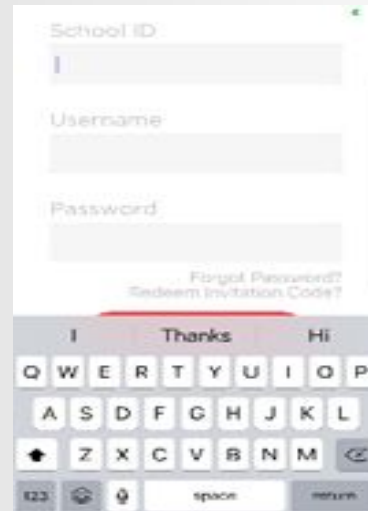 School ID
Username
Password
Forgot Password?
Redeem Invitation Code?
I Thanks Hi
Q W E R T Y U I O P
A S D F G H J K L
Z X C V B N M
123 space return